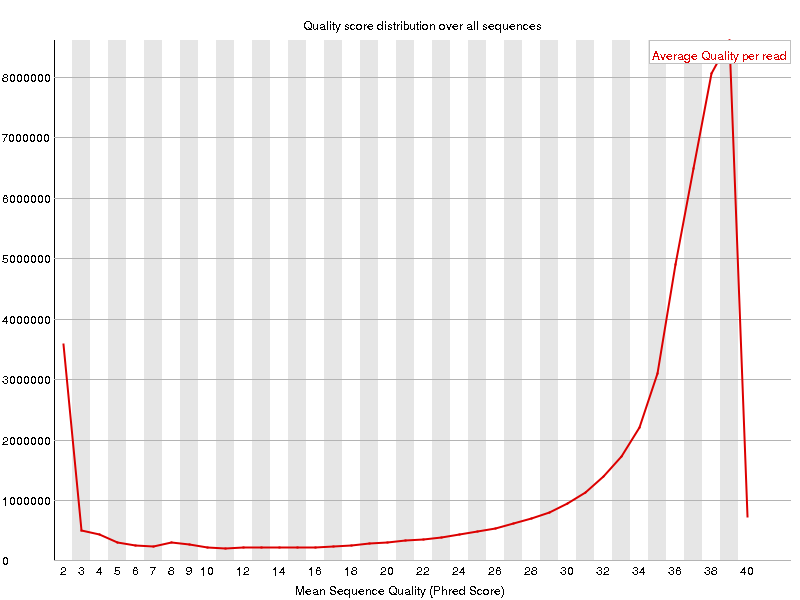 Quality score distribution over all sequences
Average Quality per read
8000000
7000000
6000000
5000000
4000000
3000000
2000000
1000000
0
2 3 4 5 6 7 8 9 10 12 14 16 18 20 22 24 26 28 30 32 34 36 38 40
Mean Sequence Quality (Phred Score)